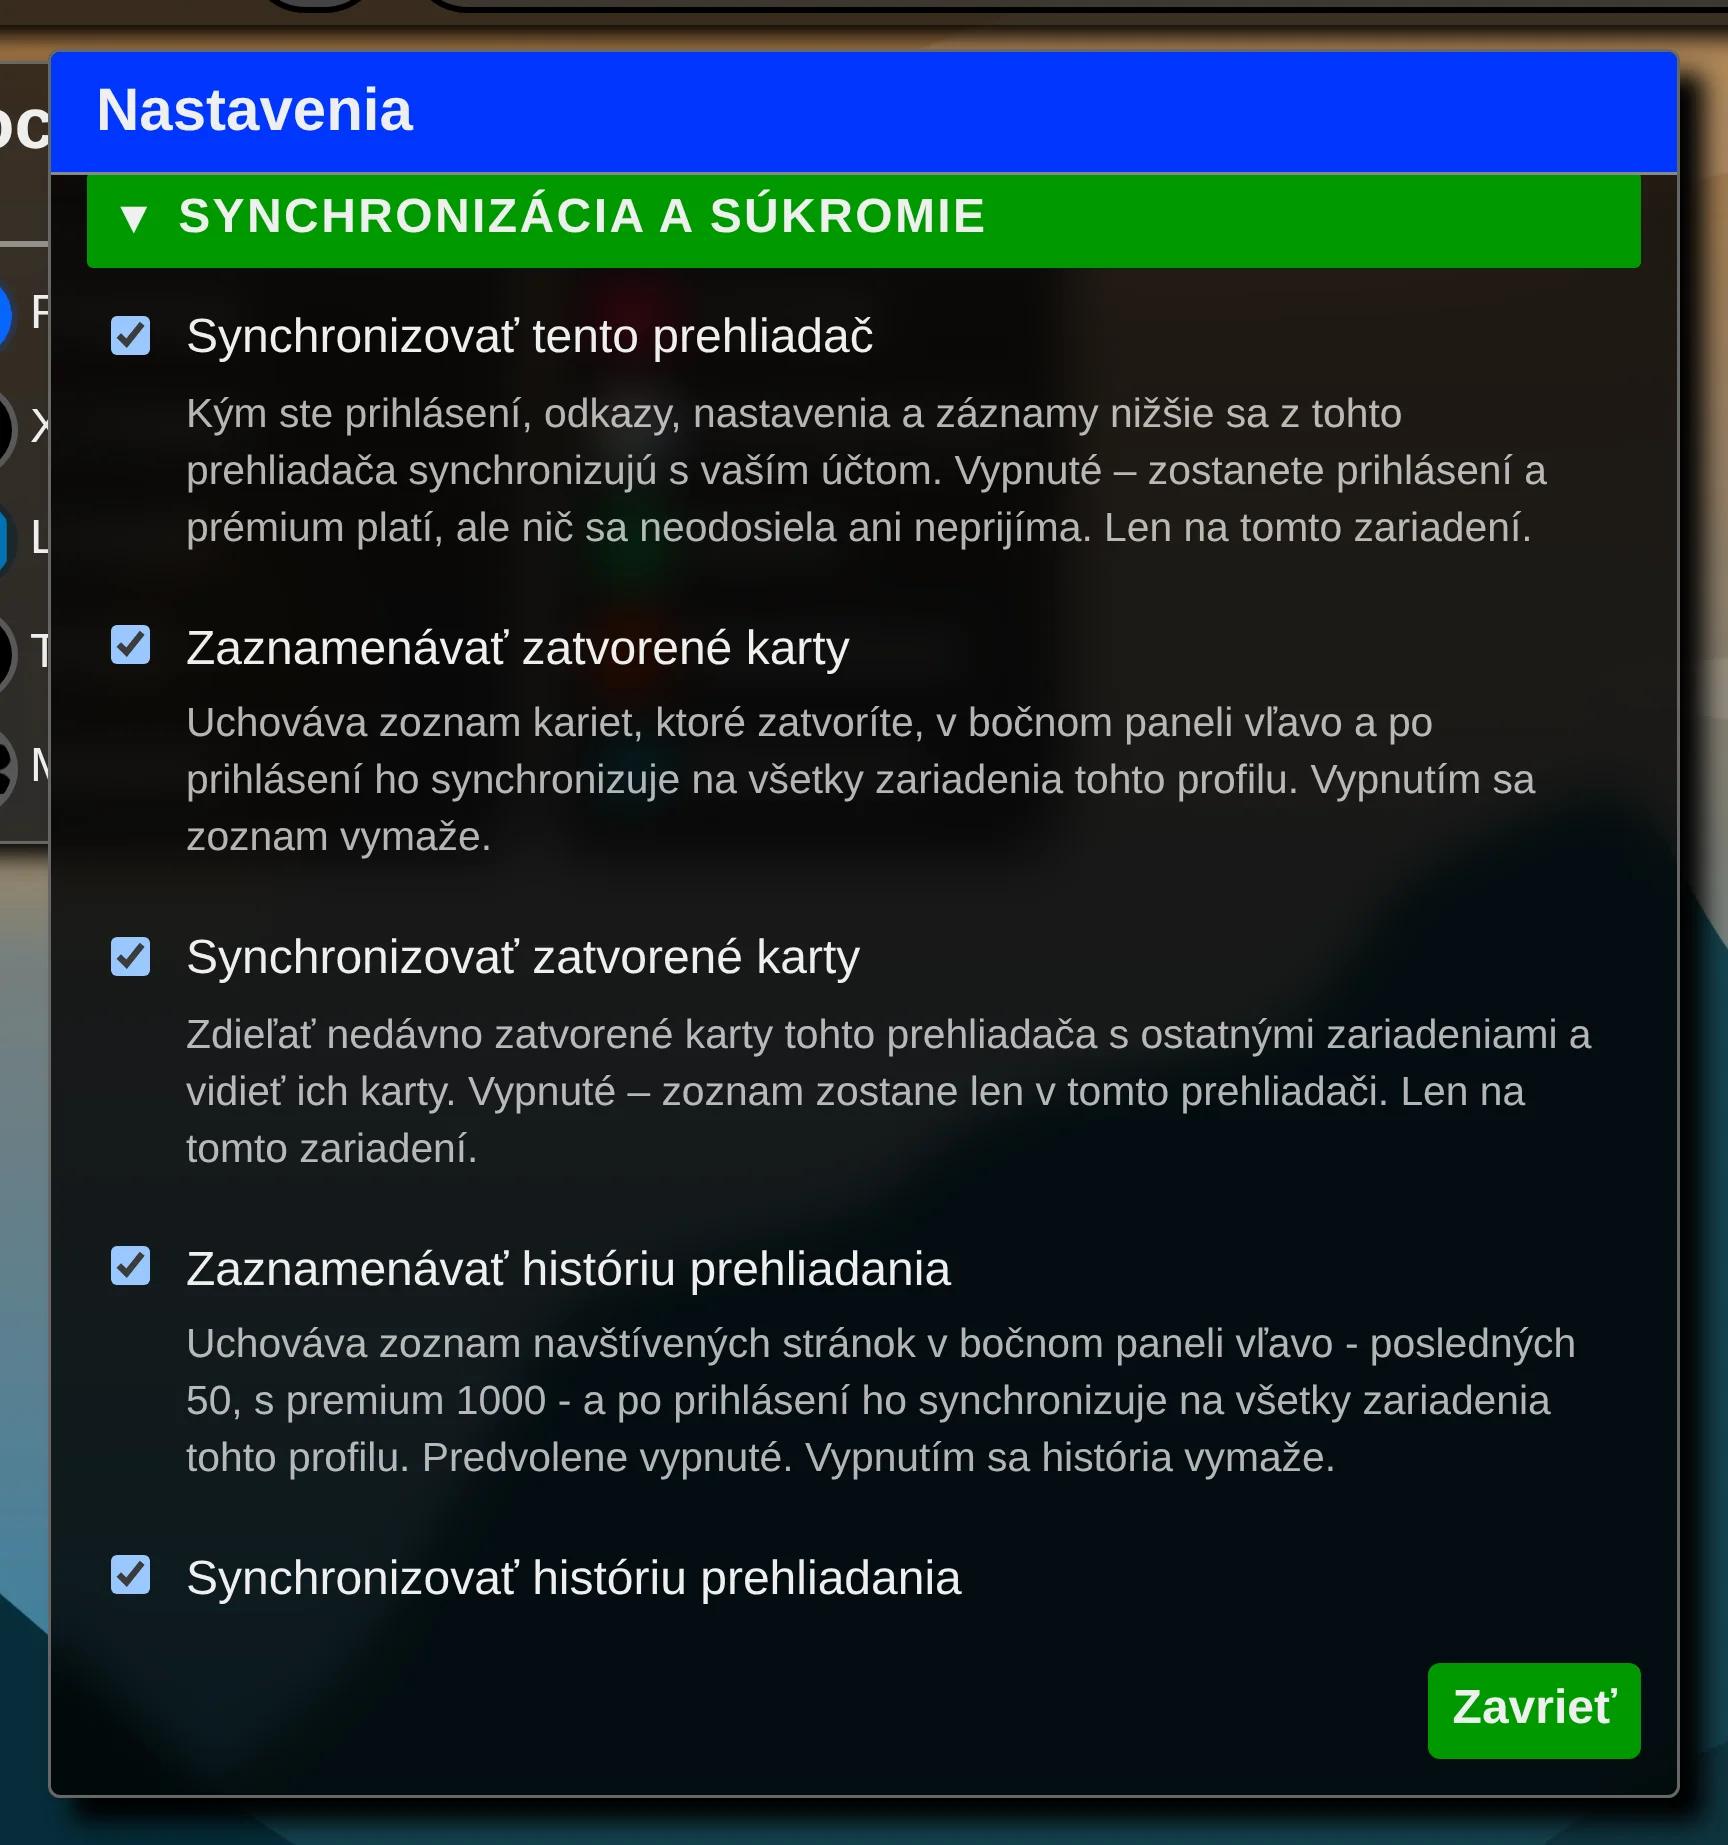 Nastavenia
▼ SYNCHRONIZÁCIA A SÚKROMIE
Synchronizovať tento prehliadač
Kým ste prihlásení, odkazy, nastavenia a záznamy nižšie sa z tohto
prehliadača synchronizujú s vaším účtom. Vypnuté – zostanete prihlásení a
prémium platí, ale nič sa neodosiela ani neprijíma. Len na tomto zariadení.
Zaznamenávať zatvorené karty
Uchováva zoznam kariet, ktoré zatvoríte, v bočnom paneli vľavo a po
prihlásení ho synchronizuje na všetky zariadenia tohto profilu. Vypnutím sa
zoznam vymaže.
Synchronizovať zatvorené karty
Zdieľať nedávno zatvorené karty tohto prehliadača s ostatnými zariadeniami a
vidieť ich karty. Vypnuté – zoznam zostane len v tomto prehliadači. Len na
tomto zariadení.
Zaznamenávať históriu prehliadania
Uchováva zoznam navštívených stránok v bočnom paneli vľavo - posledných
50, s premium 1000 - a po prihlásení ho synchronizuje na všetky zariadenia
tohto profilu. Predvolene vypnuté. Vypnutím sa história vymaže.
Synchronizovať históriu prehliadania
Zavrieť